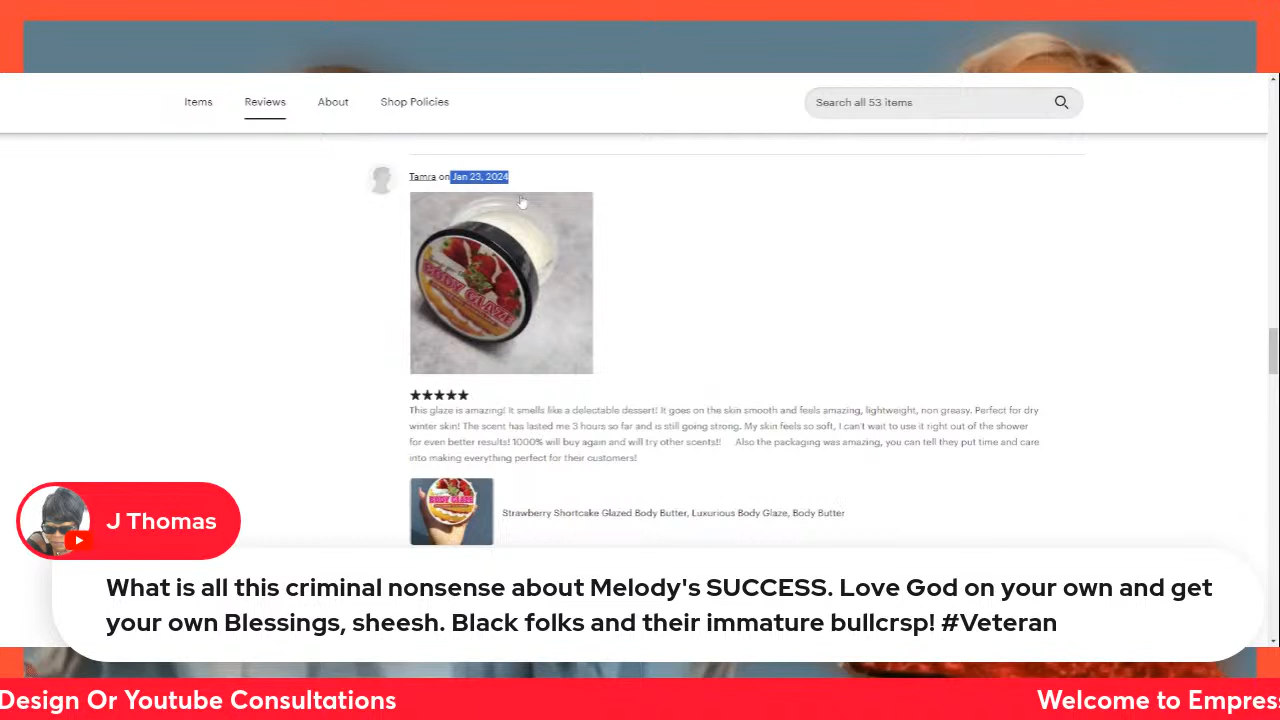 Items Reviews About Shop Policies Search all 53 items
Tamra on Jan 23, 2024
BODY GLAZE
★★★★★
This glaze is amazing! It smells like a delectable dessert! It goes on the skin smooth and feels amazing, lightweight, non greasy. Perfect for dry
winter skin! The scent has lasted me 3 hours so far and is still going strong. My skin feels so soft, I can't wait to use it right out of the shower
for even better results! 1000% will buy again and will try other scents!! Also the packaging was amazing, you can tell they put time and care
into making everything perfect for their customers!
BODY GLAZE
Strawberry Shortcake Glazed Body Butter, Luxurious Body Glaze, Body Butter
J Thomas
What is all this criminal nonsense about Melody's SUCCESS. Love God on your own and get
your own Blessings, sheesh. Black folks and their immature bullcrsp! #Veteran
Design Or Youtube Consultations Welcome to Empres